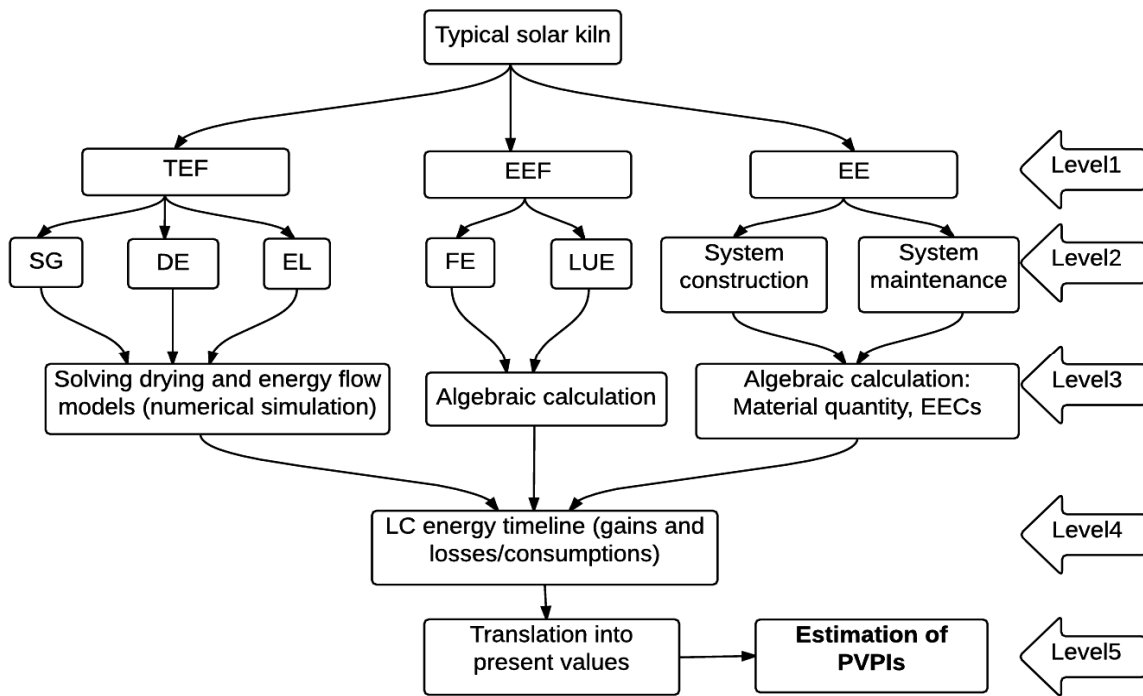 Typical solar kiln
TEF
EEF
EE
Level1
SG
DE
EL
FE
LUE
System
construction
System
maintenance
Level2
Solving drying and energy flow
models (numerical simulation)
Algebraic calculation
Algebraic calculation:
Material quantity, EECs
Level3
LC energy timeline (gains and
losses/consumptions)
Level4
Translation into
present values
Estimation of
PVPIs
Level5